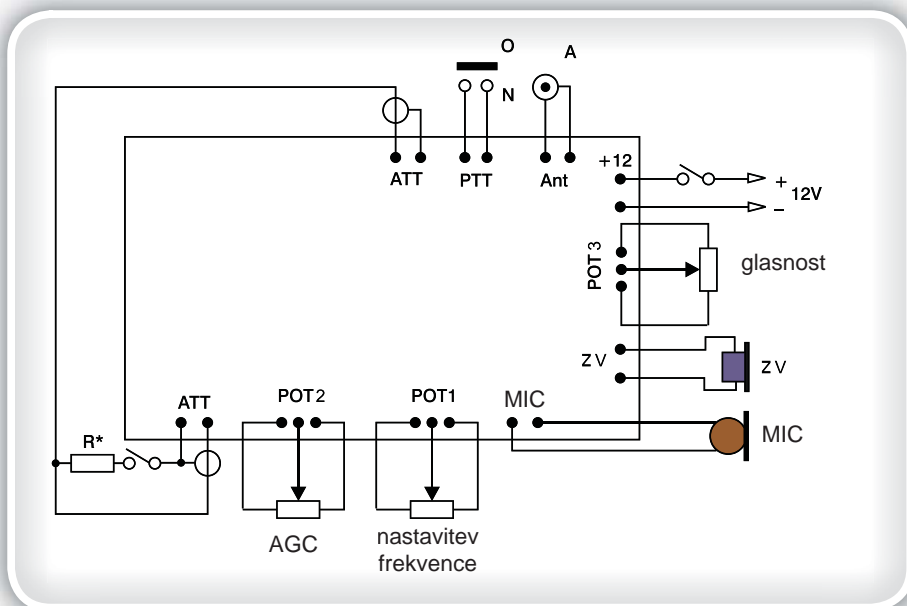 O
A
N
ATT
PTT
Ant
+12
+
12V
–
POT 3
glasnost
ZV
ZV
MIC
MIC
ATT
POT2
POT1
R*
AGC
nastavitev
frekvence